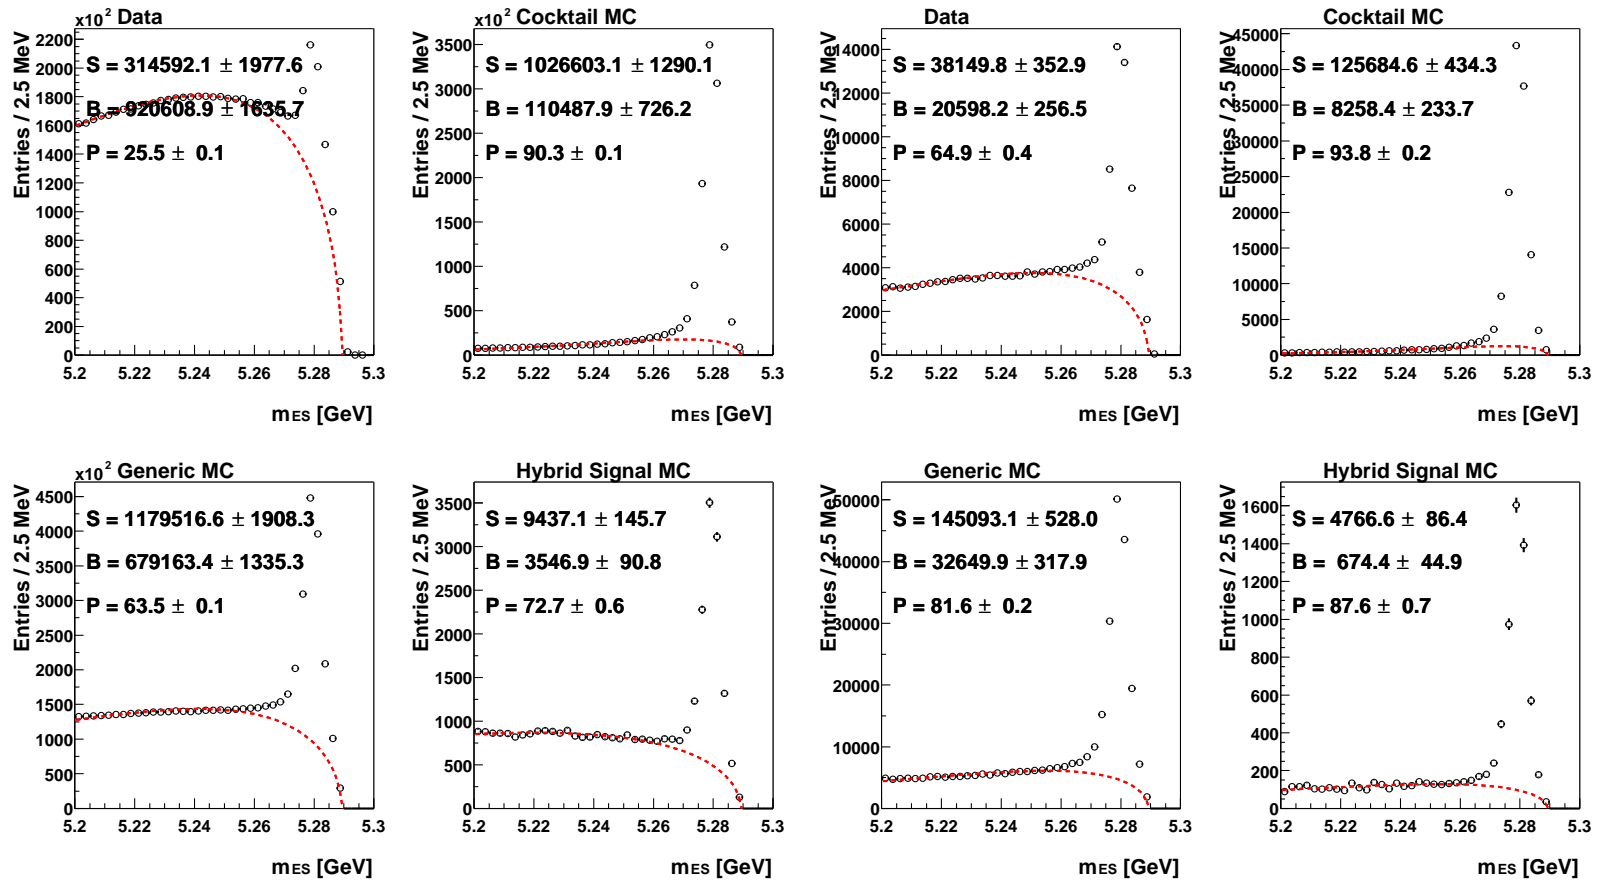 x10² Data
Entries / 2.5 MeV
S = 314592.1 ± 1977.6
B = 920608.9 ± 1635.7
P = 25.5 ± 0.1
2200
2000
1800
1600
1400
1200
1000
800
600
400
200
0
5.2 5.22 5.24 5.26 5.28 5.3
mES [GeV]
x10² Cocktail MC
Entries / 2.5 MeV
S = 1026603.1 ± 1290.1
B = 110487.9 ± 726.2
P = 90.3 ± 0.1
3500
3000
2500
2000
1500
1000
500
0
5.2 5.22 5.24 5.26 5.28 5.3
mES [GeV]
Data
Entries / 2.5 MeV
S = 38149.8 ± 352.9
B = 20598.2 ± 256.5
P = 64.9 ± 0.4
14000
12000
10000
8000
6000
4000
2000
0
5.2 5.22 5.24 5.26 5.28 5.3
mES [GeV]
Cocktail MC
Entries / 2.5 MeV
S = 125684.6 ± 434.3
B = 8258.4 ± 233.7
P = 93.8 ± 0.2
45000
40000
35000
30000
25000
20000
15000
10000
5000
0
5.2 5.22 5.24 5.26 5.28 5.3
mES [GeV]
x10² Generic MC
Entries / 2.5 MeV
S = 1179516.6 ± 1908.3
B = 679163.4 ± 1335.3
P = 63.5 ± 0.1
4500
4000
3500
3000
2500
2000
1500
1000
500
0
5.2 5.22 5.24 5.26 5.28 5.3
mES [GeV]
Hybrid Signal MC
Entries / 2.5 MeV
S = 9437.1 ± 145.7
B = 3546.9 ± 90.8
P = 72.7 ± 0.6
3500
3000
2500
2000
1500
1000
500
0
5.2 5.22 5.24 5.26 5.28 5.3
mES [GeV]
Generic MC
Entries / 2.5 MeV
S = 145093.1 ± 528.0
B = 32649.9 ± 317.9
P = 81.6 ± 0.2
50000
40000
30000
20000
10000
0
5.2 5.22 5.24 5.26 5.28 5.3
mES [GeV]
Hybrid Signal MC
Entries / 2.5 MeV
S = 4766.6 ± 86.4
B = 674.4 ± 44.9
P = 87.6 ± 0.7
1600
1400
1200
1000
800
600
400
200
0
5.2 5.22 5.24 5.26 5.28 5.3
mES [GeV]